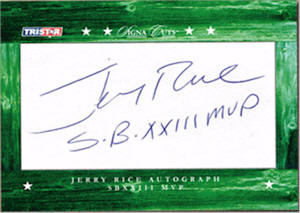 TRISTAR
SIGNA CUTS
Jerry Rice
S.B. XXIII MVP
JERRY RICE AUTOGRAPH
SBXXIII MVP